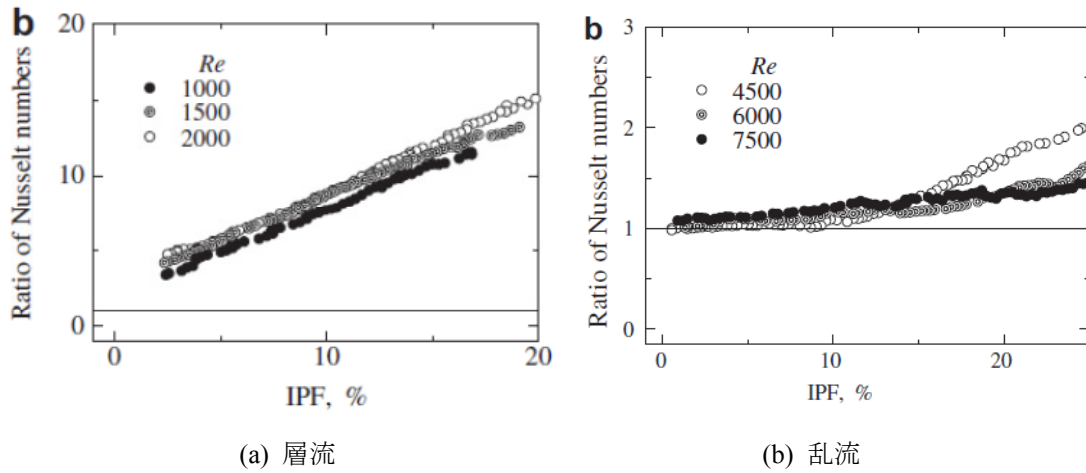 b
20
10
0
Ratio of Nusselt numbers
Re
1000
1500
2000
0
10
20
IPF, %
(a) 層流
b
3
2
1
0
Ratio of Nusselt numbers
Re
4500
6000
7500
0
10
20
IPF, %
(b) 乱流